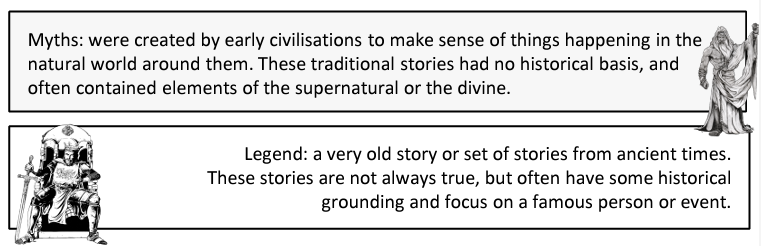 Myths: were created by early civilisations to make sense of things happening in the
natural world around them. These traditional stories had no historical basis, and
often contained elements of the supernatural or the divine.
Legend: a very old story or set of stories from ancient times.
These stories are not always true, but often have some historical
grounding and focus on a famous person or event.